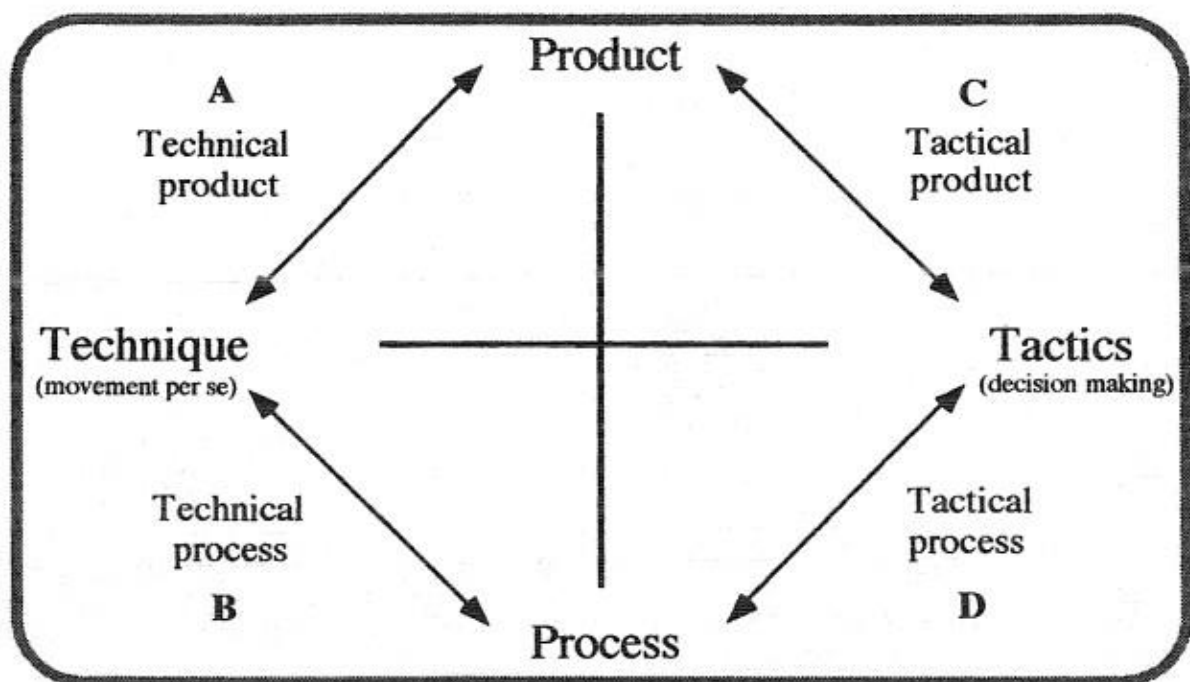 Product
A
Technical
product
C
Tactical
product
Technique
(movement per se)
Tactics
(decision making)
Technical
process
B
Tactical
process
D
Process